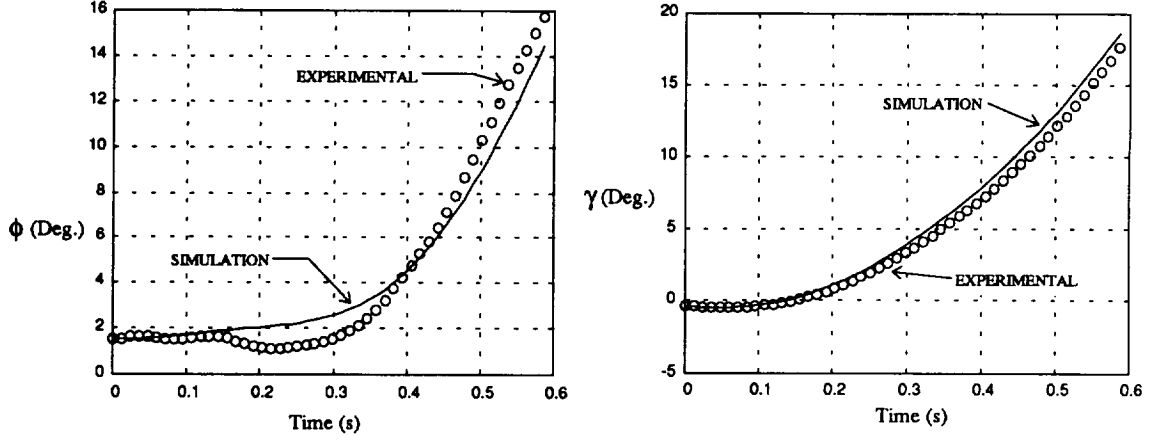 16
14
EXPERIMENTAL
12
10
8
ϕ (Deg.)
6
SIMULATION
4
2
0
0 0.1 0.2 0.3 0.4 0.5 0.6
Time (s)
20
15
SIMULATION
10
γ (Deg.)
5
EXPERIMENTAL
0
-5
0 0.1 0.2 0.3 0.4 0.5 0.6
Time (s)